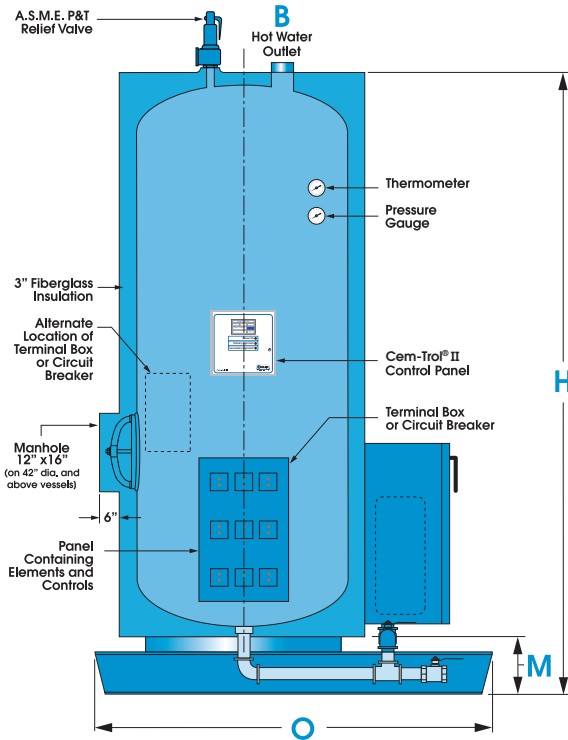 A.S.M.E. P&T
Relief Valve
B
Hot Water
Outlet
Thermometer
Pressure
Gauge
3" Fiberglass
Insulation
Alternate
Location of
Terminal Box
or Circuit
Breaker
Cem-Trol® II
Control Panel
H
Terminal Box
or Circuit Breaker
Manhole
12" x16"
(on 42" dia. and
above vessels)
6"
Panel
Containing
Elements and
Controls
M
O